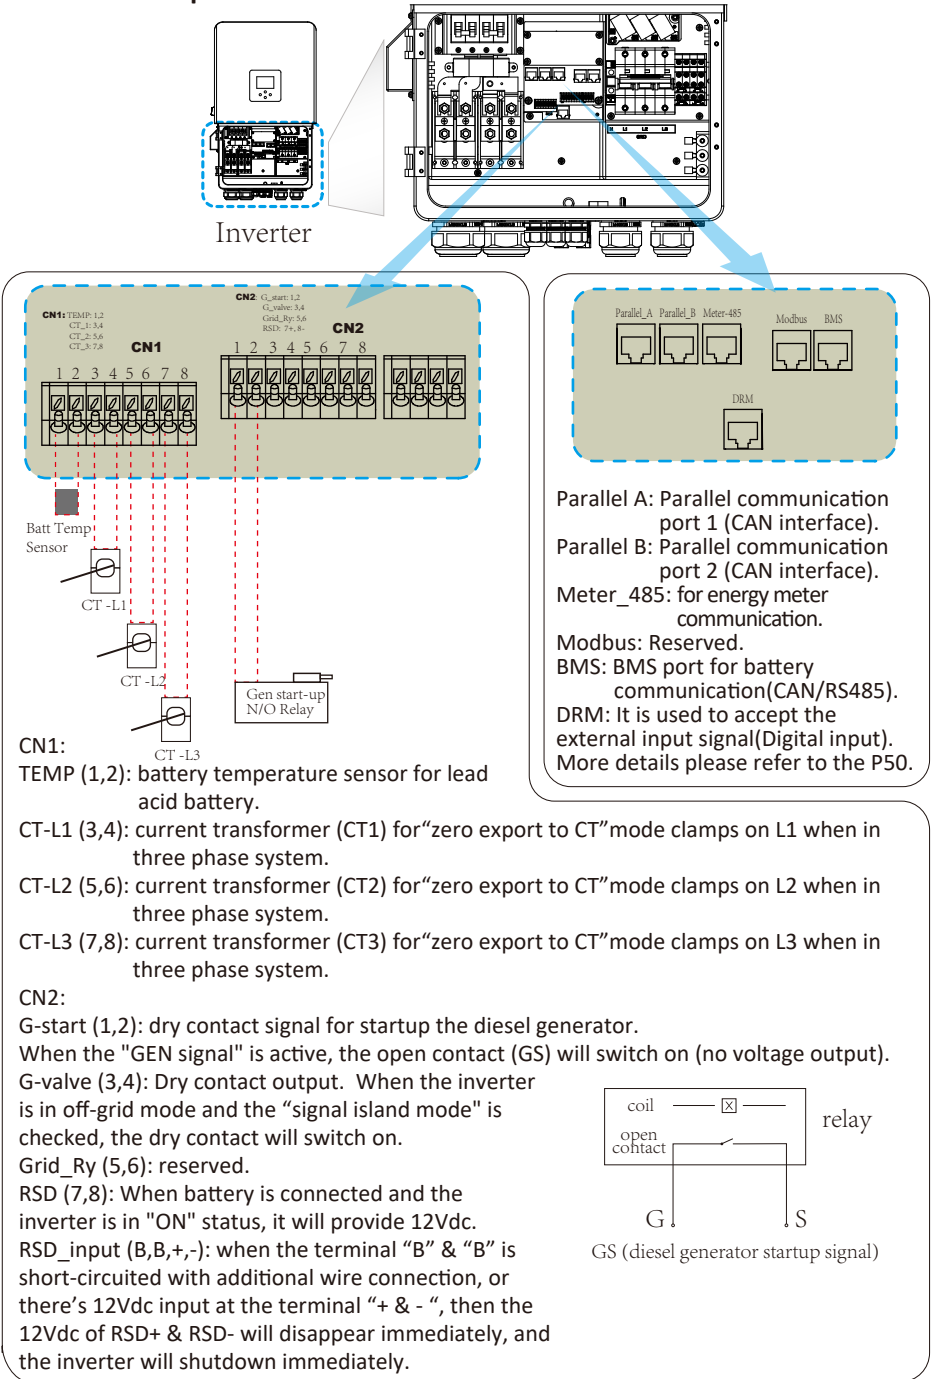 Inverter
CN1: TEMP: 1,2
CT_1: 3,4
CT_2: 5,6
CT_3: 7,8
CN1
1 2 3 4 5 6 7 8
CN2: G_start: 1,2
G_valve: 3,4
Grid_Ry: 5,6
RSD: 7+, 8-
CN2
1 2 3 4 5 6 7 8
Batt Temp
Sensor
CT -L1
CT -L2
CT -L3
Gen start-up
N/O Relay
Parallel_A Parallel_B Meter-485
Modbus BMS
DRM
Parallel A: Parallel communication
port 1 (CAN interface).
Parallel B: Parallel communication
port 2 (CAN interface).
Meter_485: for energy meter
communication.
Modbus: Reserved.
BMS: BMS port for battery
communication(CAN/RS485).
DRM: It is used to accept the
external input signal(Digital input).
More details please refer to the P50.
CN1:
TEMP (1,2): battery temperature sensor for lead
acid battery.
CT-L1 (3,4): current transformer (CT1) for“zero export to CT”mode clamps on L1 when in
three phase system.
CT-L2 (5,6): current transformer (CT2) for“zero export to CT”mode clamps on L2 when in
three phase system.
CT-L3 (7,8): current transformer (CT3) for“zero export to CT”mode clamps on L3 when in
three phase system.
CN2:
G-start (1,2): dry contact signal for startup the diesel generator.
When the "GEN signal" is active, the open contact (GS) will switch on (no voltage output).
G-valve (3,4): Dry contact output. When the inverter
is in off-grid mode and the “signal island mode" is
checked, the dry contact will switch on.
Grid_Ry (5,6): reserved.
RSD (7,8): When battery is connected and the
inverter is in "ON" status, it will provide 12Vdc.
RSD_input (B,B,+,-): when the terminal “B” & “B” is
short-circuited with additional wire connection, or
there’s 12Vdc input at the terminal “+ & - “, then the
12Vdc of RSD+ & RSD- will disappear immediately, and
the inverter will shutdown immediately.
coil
open
contact
relay
G S
GS (diesel generator startup signal)